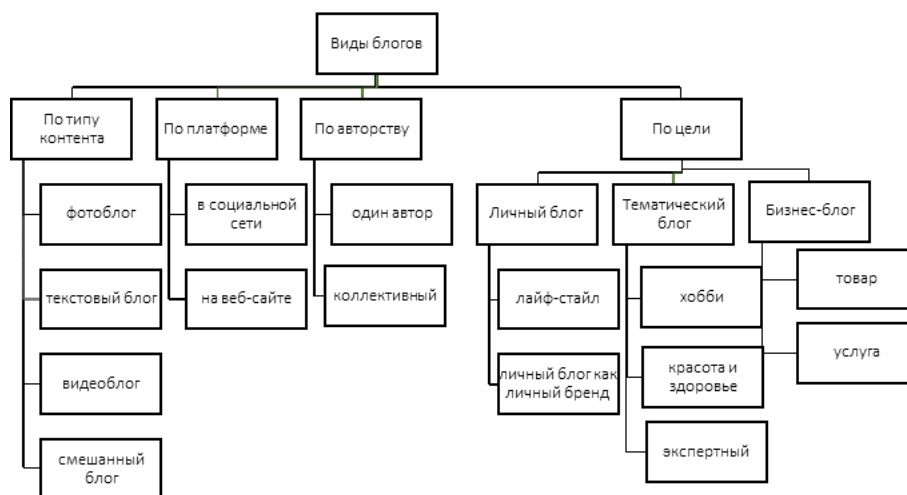 Виды блогов
По типу
контента
По платформе
По авторству
По цели
фотоблог
текстовый блог
видеоблог
смешанный
блог
в социальной
сети
на веб-сайте
один автор
коллективный
Личный блог
Тематический
блог
Бизнес-блог
лайф-стайл
личный блог как
личный бренд
хобби
красота и
здоровье
экспертный
товар
услуга